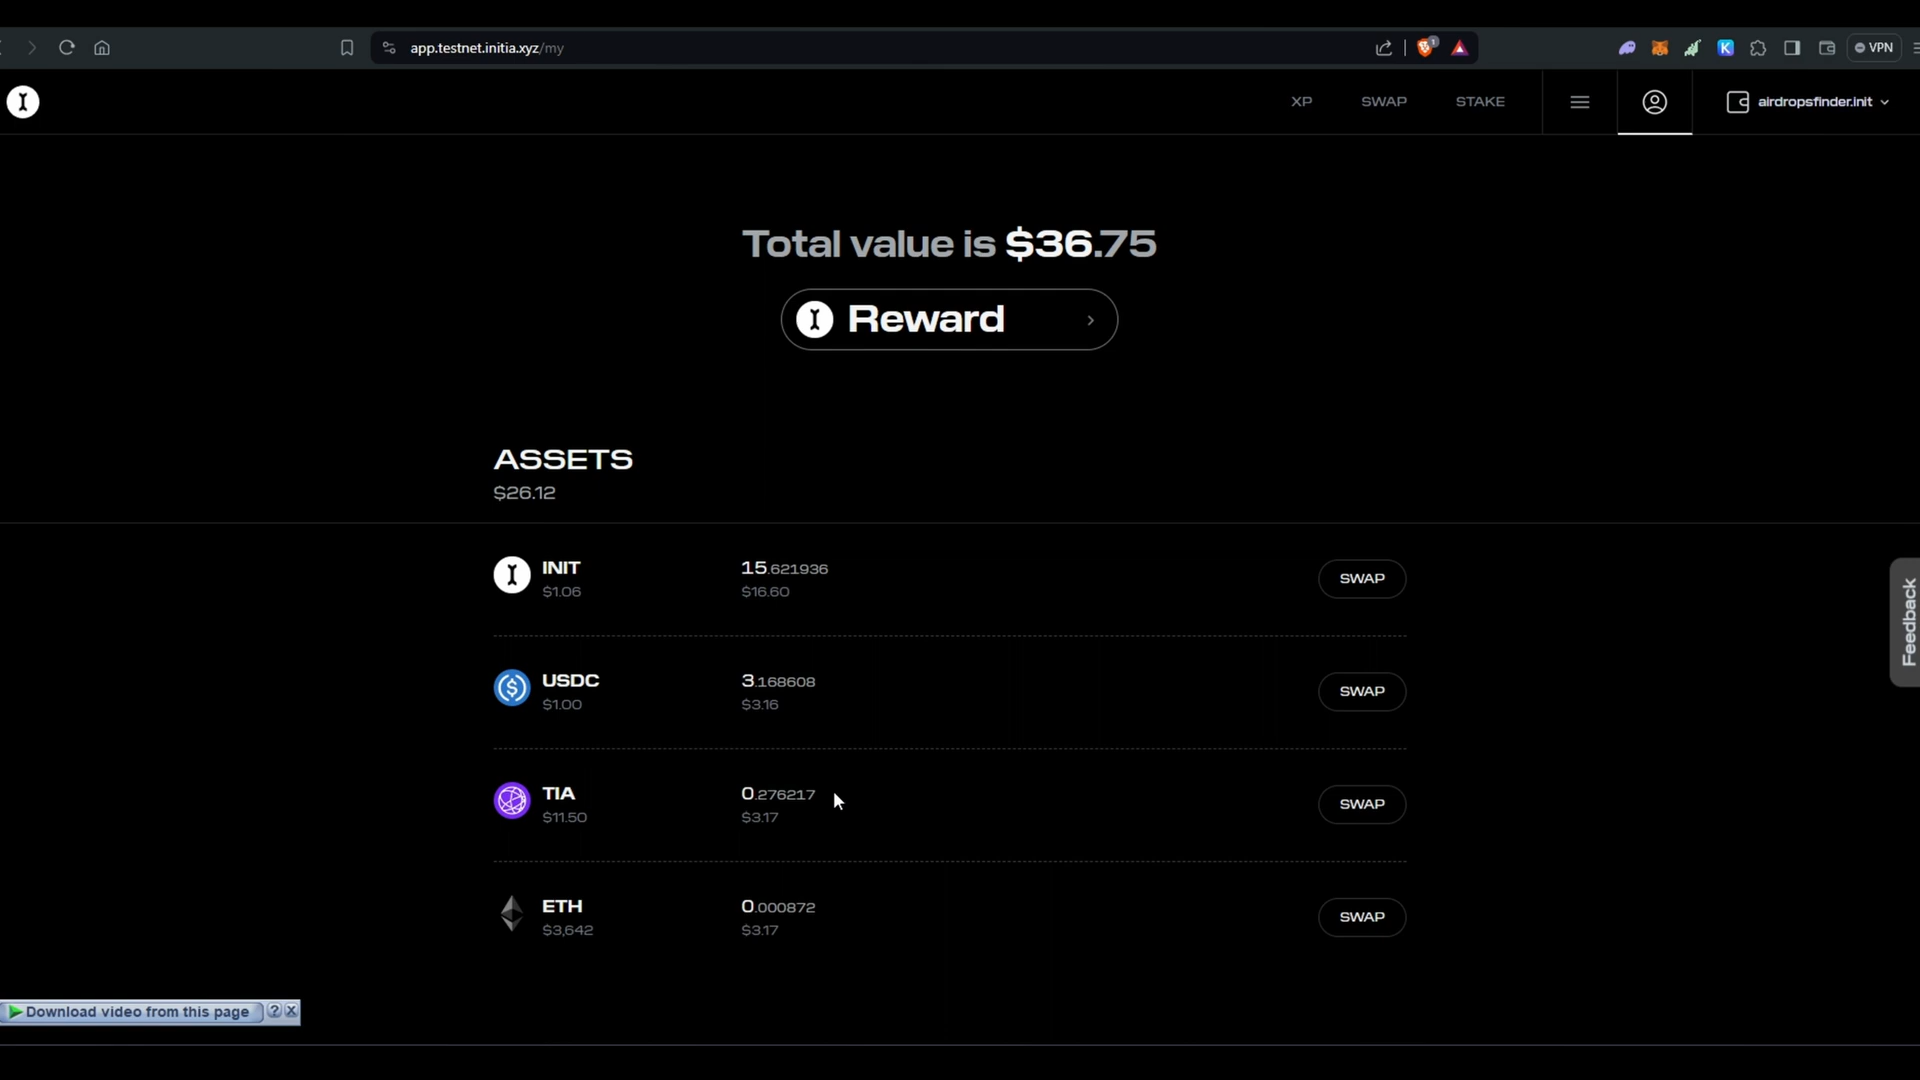 app.testnet.initia.xyz/my
1
K
VPN
XP
SWAP
STAKE
airdropsfinder.init
Total value is $36.75
Reward
ASSETS
$26.12
INIT
15.621936
$1.06
$16.60
SWAP
USDC
3.168608
$1.00
$3.16
SWAP
TIA
0.276217
$11.50
$3.17
SWAP
ETH
0.000872
$3,642
$3.17
SWAP
Feedback
Download video from this page
? X